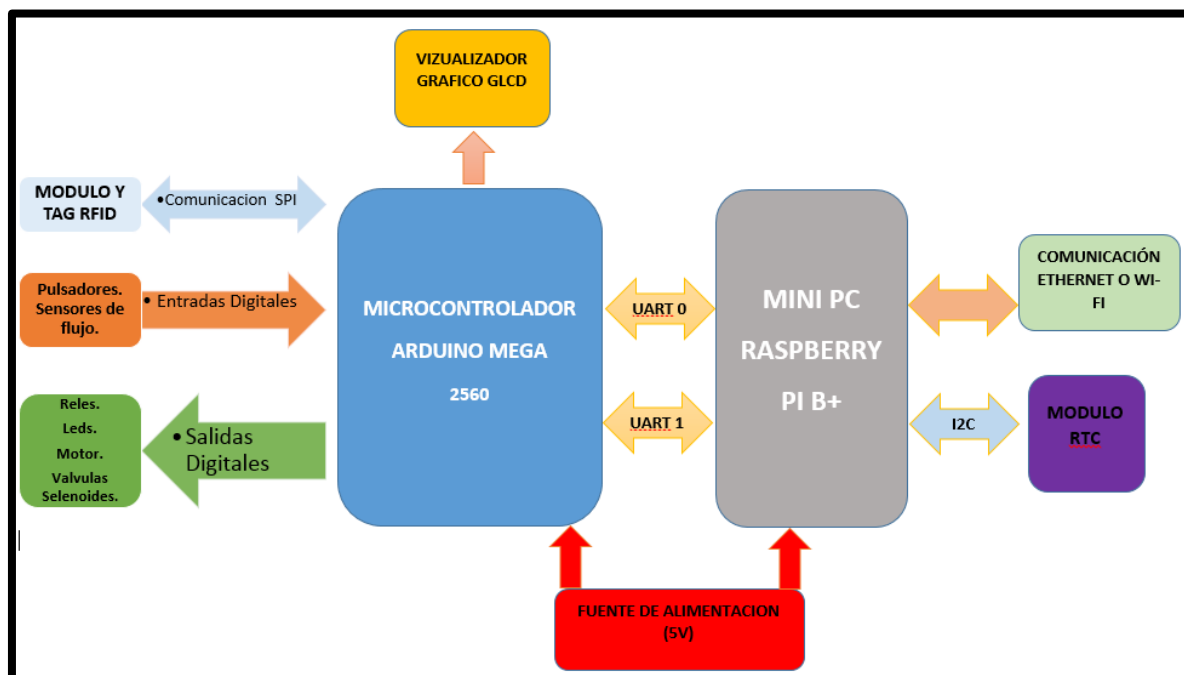 VIZUALIZADOR
GRAFICO GLCD
MODULO Y
TAG RFID
•Comunicacion SPI
Pulsadores.
Sensores de
flujo.
• Entradas Digitales
Reles.
Leds.
Motor.
Valvulas
Selenoides.
• Salidas
Digitales
MICROCONTROLADOR
ARDUINO MEGA
2560
UART 0
UART 1
MINI PC
RASPBERRY
PI B+
COMUNICACIÓN
ETHERNET O WI-
FI
I2C
MODULO
RTC
FUENTE DE ALIMENTACION
(5V)